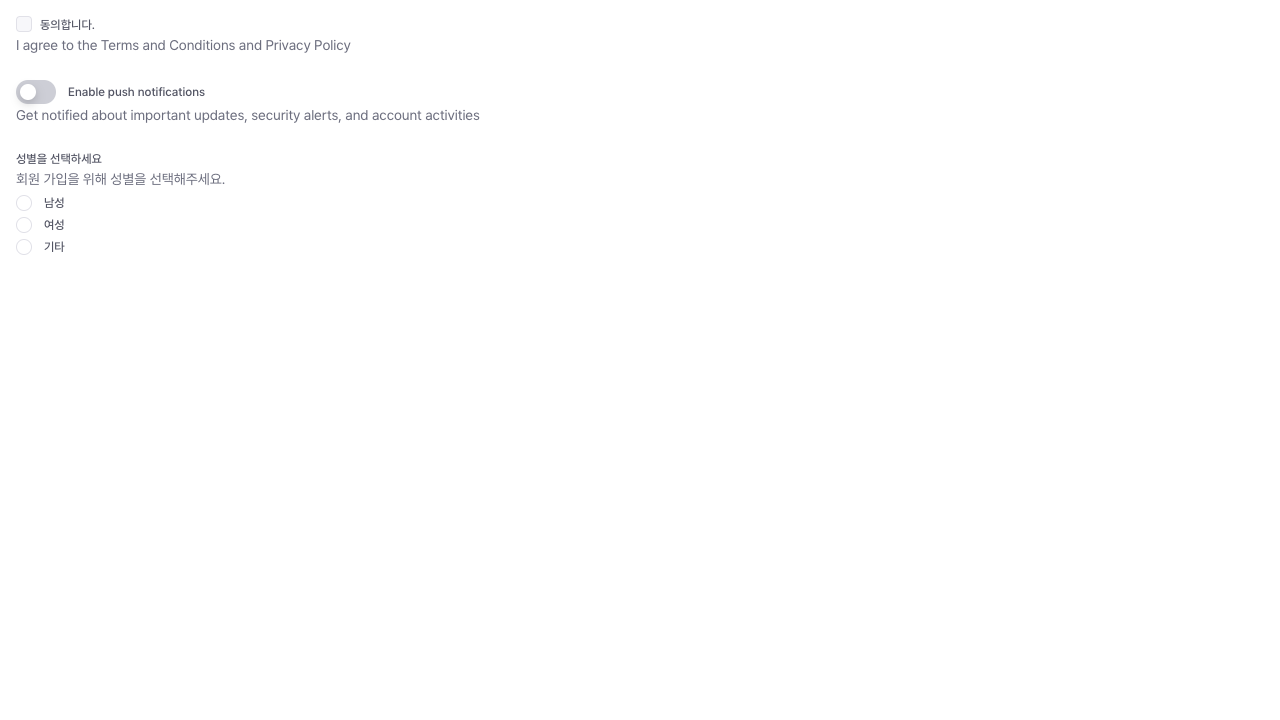 동의합니다.
I agree to the Terms and Conditions and Privacy Policy
Enable push notifications
Get notified about important updates, security alerts, and account activities
성별을 선택하세요
회원 가입을 위해 성별을 선택해주세요.
남성
여성
기타